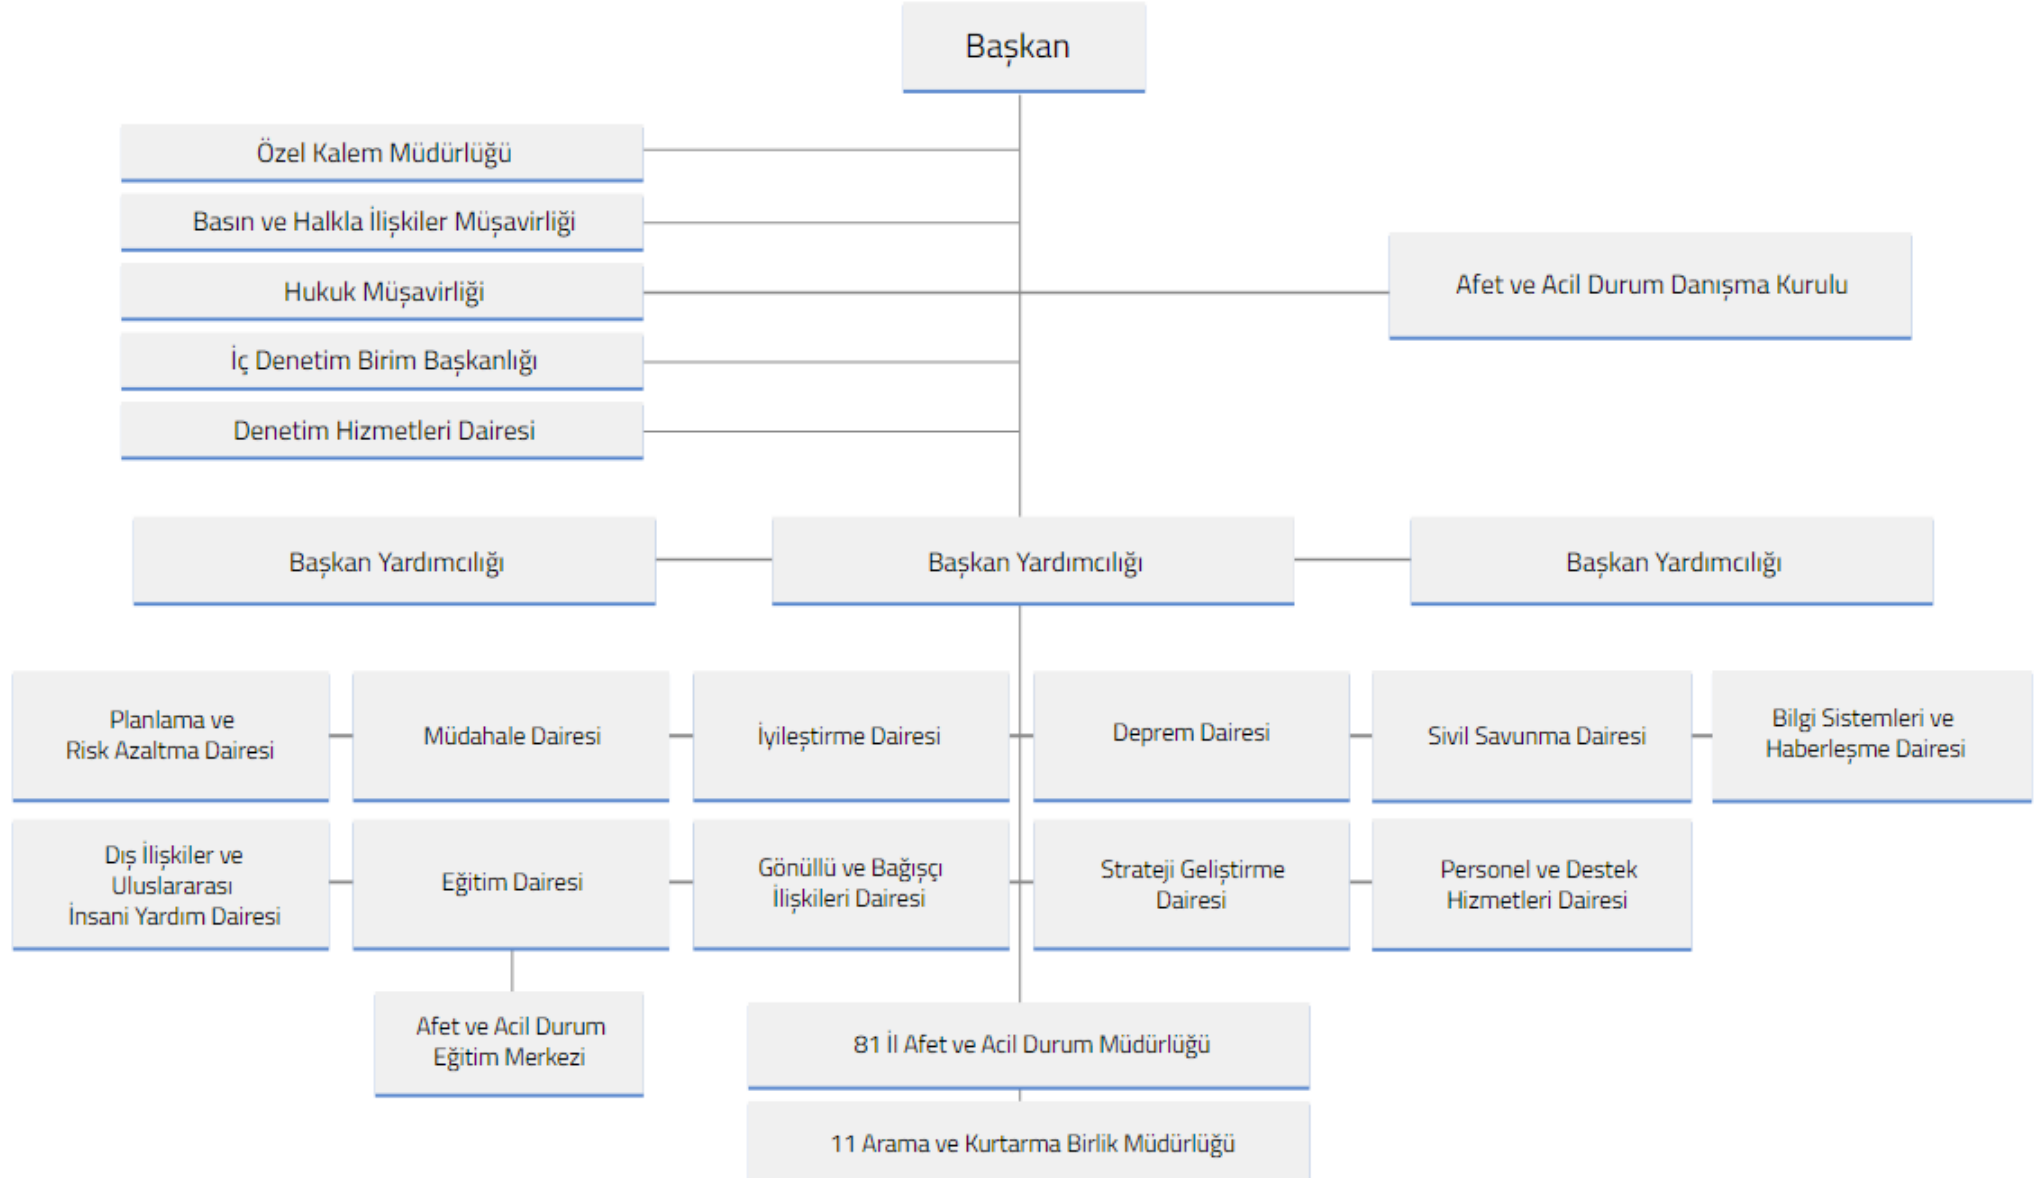 Başkan
Özel Kalem Müdürlüğü
Basın ve Halkla İlişkiler Müşavirliği
Hukuk Müşavirliği
Afet ve Acil Durum Danışma Kurulu
İç Denetim Birim Başkanlığı
Denetim Hizmetleri Dairesi
Başkan Yardımcılığı
Başkan Yardımcılığı
Başkan Yardımcılığı
Planlama ve
Risk Azaltma Dairesi
Müdahale Dairesi
İyileştirme Dairesi
Deprem Dairesi
Sivil Savunma Dairesi
Bilgi Sistemleri ve
Haberleşme Dairesi
Dış İlişkiler ve
Uluslararası
İnsani Yardım Dairesi
Eğitim Dairesi
Gönüllü ve Bağışçı
İlişkileri Dairesi
Strateji Geliştirme
Dairesi
Personel ve Destek
Hizmetleri Dairesi
Afet ve Acil Durum
Eğitim Merkezi
81 İl Afet ve Acil Durum Müdürlüğü
11 Arama ve Kurtarma Birlik Müdürlüğü